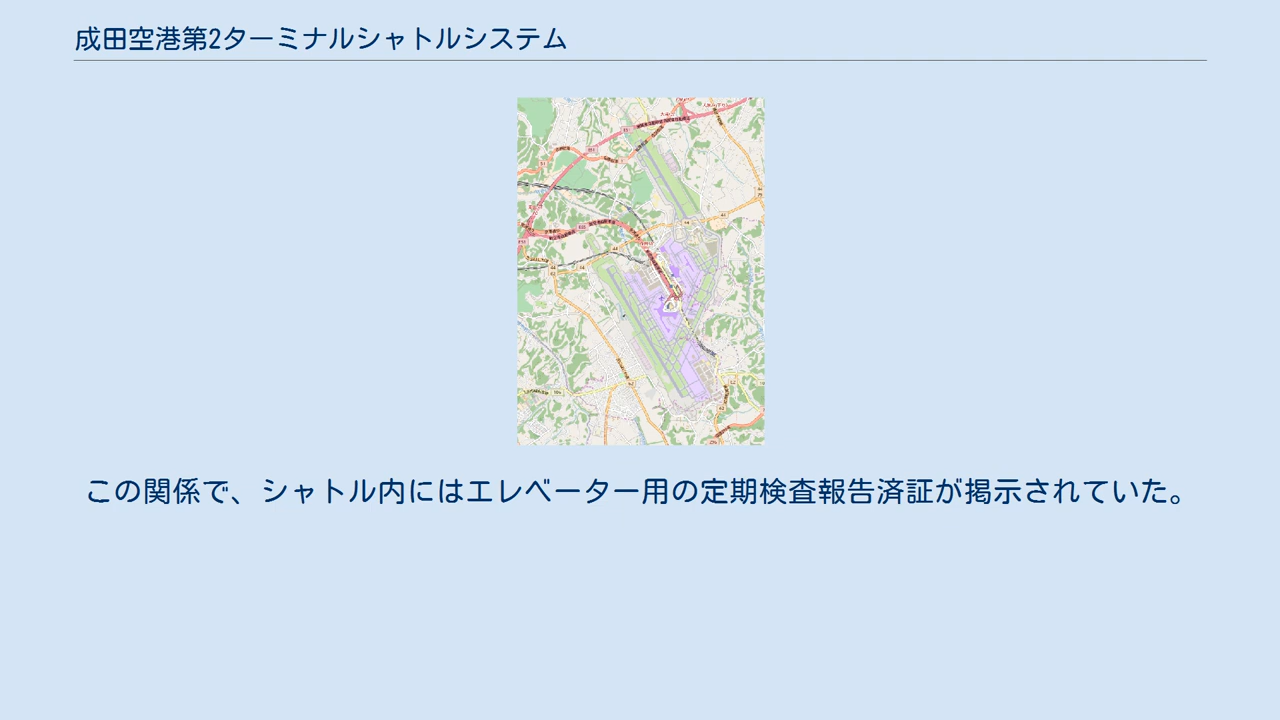 成田空港第2ターミナルシャトルシステム
この関係で、シャトル内にはエレベーター用の定期検査報告済証が掲示されていた。